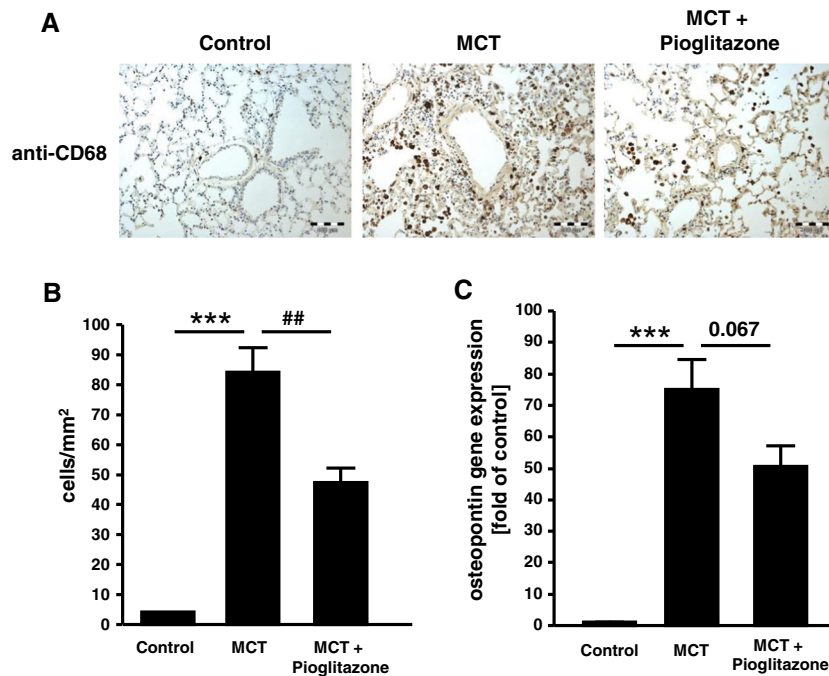 A
Control
MCT
MCT +
Pioglitazone
anti-CD68
B
cells/mm²
100
90
80
70
60
50
40
30
20
10
0
***
##
Control
MCT
MCT +
Pioglitazone
C
osteopontin gene expression
[fold of control]
100
90
80
70
60
50
40
30
20
10
0
***
0.067
Control
MCT
MCT +
Pioglitazone